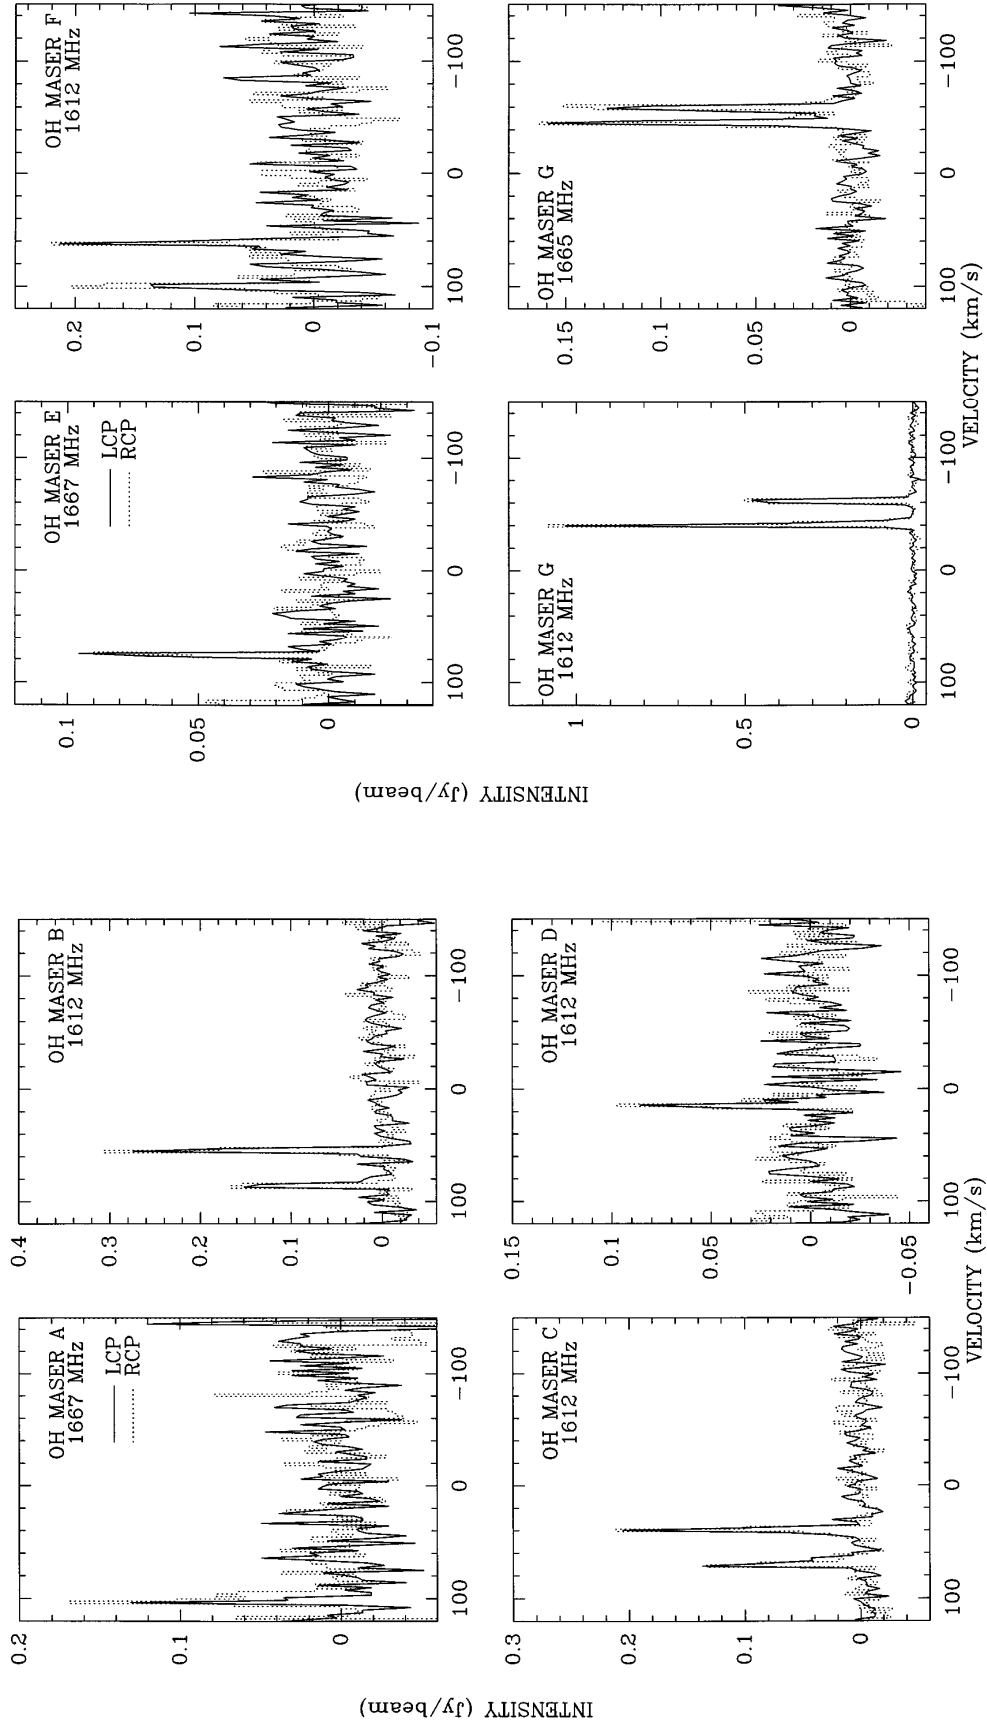 INTENSITY (Jy/beam)
OH MASER A
1667 MHz
LCP
RCP
0.2
0.1
0
100
0
−100
OH MASER B
1612 MHz
0.4
0.3
0.2
0.1
0
100
0
−100
OH MASER C
1612 MHz
0.3
0.2
0.1
0
100
0
−100
OH MASER D
1612 MHz
0.15
0.1
0.05
0
−0.05
100
0
−100
VELOCITY (km/s)
INTENSITY (Jy/beam)
OH MASER E
1667 MHz
LCP
RCP
0.1
0.05
0
100
0
−100
OH MASER F
1612 MHz
0.2
0.1
0
−0.1
100
0
−100
OH MASER G
1612 MHz
1
0.5
0
100
0
−100
OH MASER G
1665 MHz
0.15
0.1
0.05
0
100
0
−100
VELOCITY (km/s)